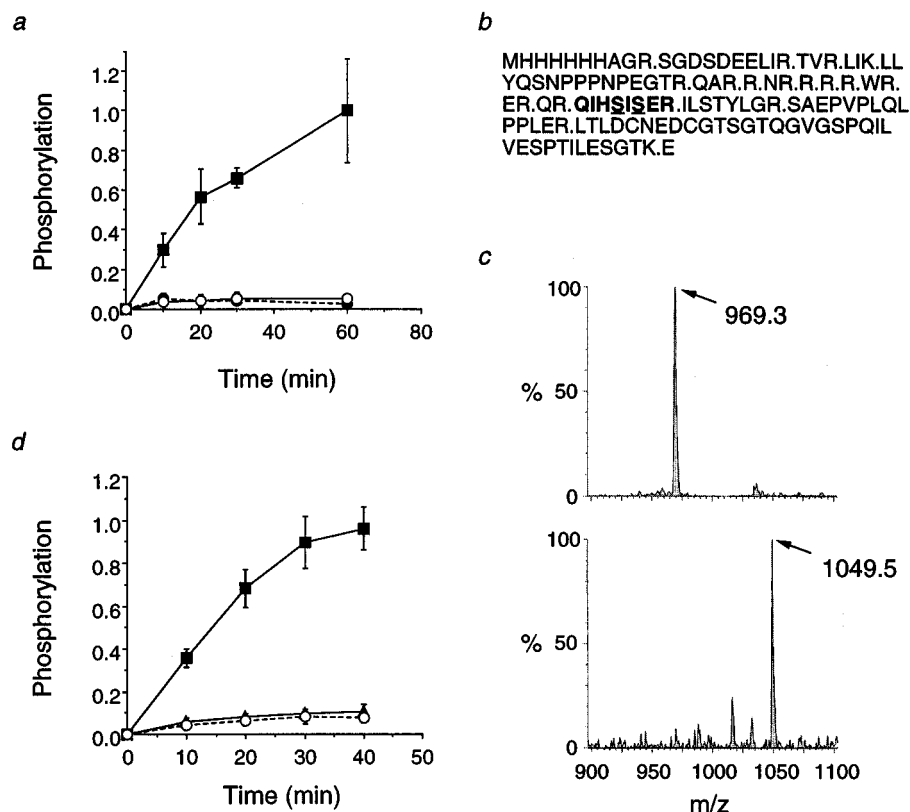 a
Phosphorylation
1.2
1.0
0.8
0.6
0.4
0.2
0.0
0 20 40 60 80
Time (min)
b
MHHHHHHAGR.SGDSDEELIR.TVR.LIK.LL
YQSNPPPNPEGTR.QAR.R.NR.R.R.R.WR.
ER.QR.QIHSISER.ILSTYLGR.SAEPVPLQL
PPLER.LTLDCNEDCGTSGTQGVGSPQIL
VESPTILESGTK.E
c
100
969.3
% 50
0
100
1049.5
% 50
0
900 950 1000 1050 1100
m/z
d
Phosphorylation
1.2
1.0
0.8
0.6
0.4
0.2
0.0
0 10 20 30 40 50
Time (min)